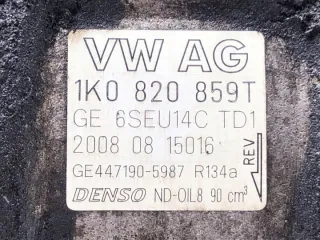 VW AG
1K0 820 859T
GE 6SEU14C TD1
2008 08 15016
GE447190-5987 R134a
DENSO ND-OIL8 90 cm³
REV